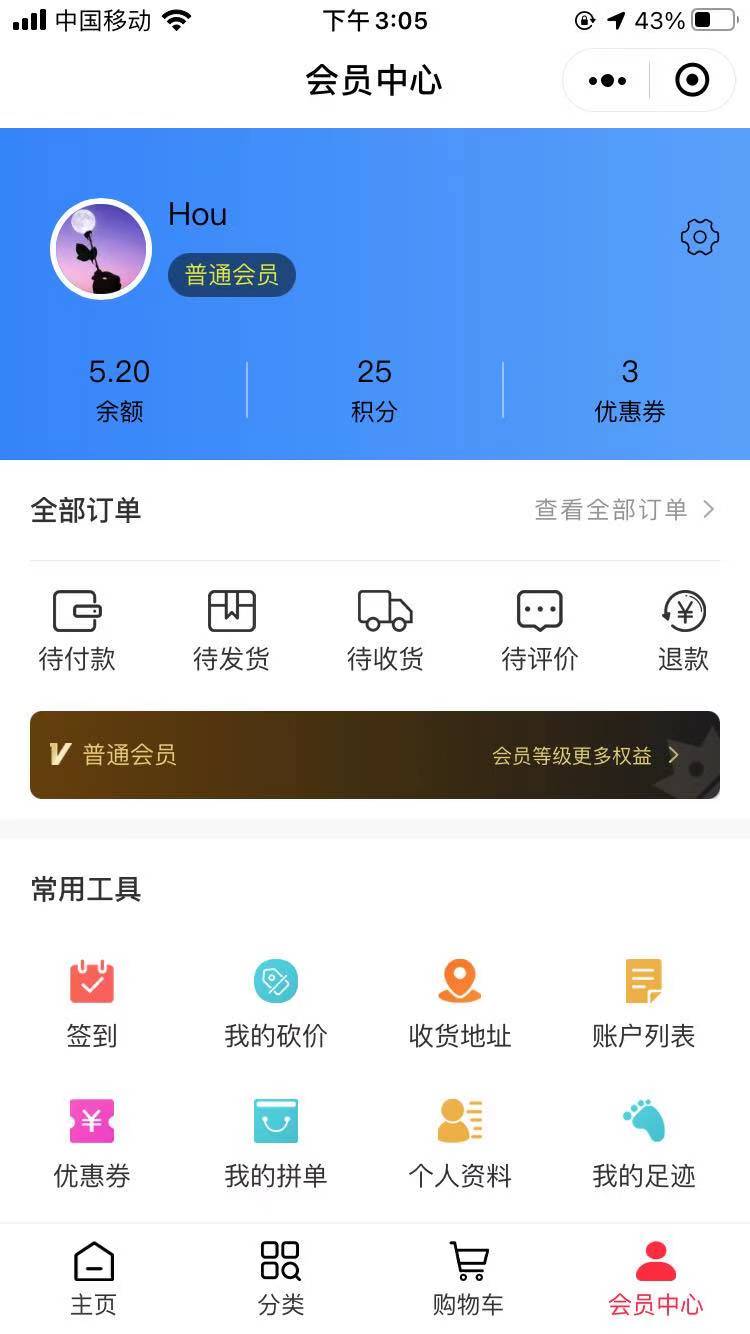 中国移动 下午3:05 43%
会员中心
Hou
普通会员
5.20 25 3
余额 积分 优惠券
全部订单 查看全部订单
待付款 待发货 待收货 待评价 退款
V 普通会员 会员等级更多权益
常用工具
签到 我的砍价 收货地址 账户列表
优惠券 我的拼单 个人资料 我的足迹
主页 分类 购物车 会员中心